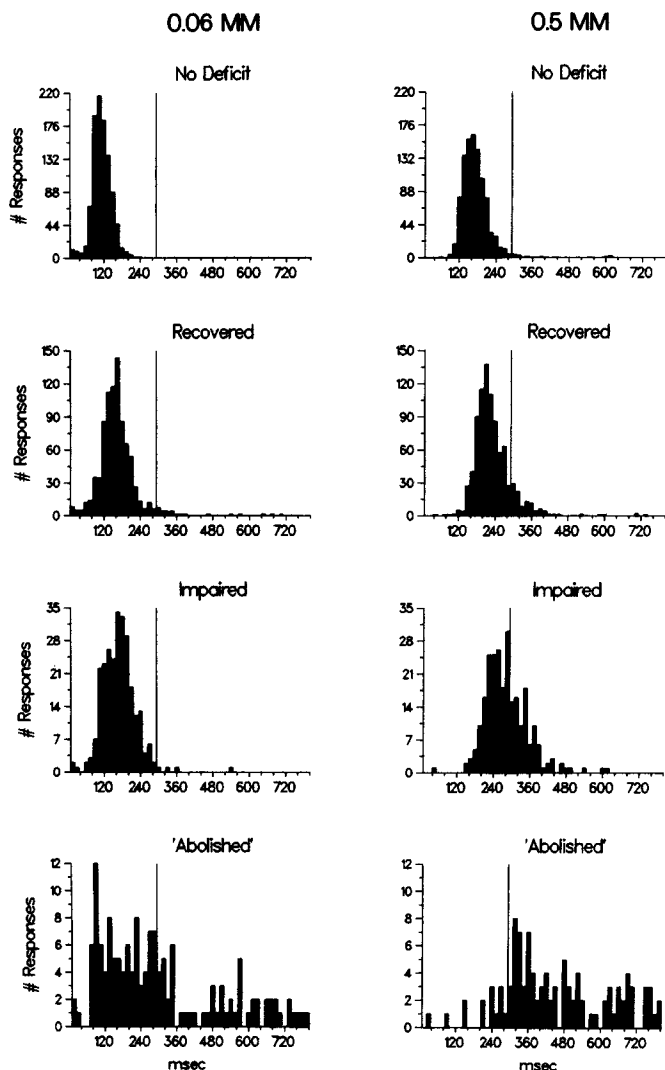 0.06 MM 0.5 MM
No Deficit No Deficit
220 220
176 176
132 132
88 88
44 44
0 0
# Responses
120 240 360 480 600 720 120 240 360 480 600 720
Recovered Recovered
150 150
120 120
90 90
60 60
30 30
0 0
# Responses
120 240 360 480 600 720 120 240 360 480 600 720
Impaired Impaired
35 35
28 28
21 21
14 14
7 7
0 0
# Responses
120 240 360 480 600 720 120 240 360 480 600 720
'Abolished' 'Abolished'
12 12
10 10
8 8
6 6
4 4
2 2
0 0
# Responses
120 240 360 480 600 720 120 240 360 480 600 720
msec msec